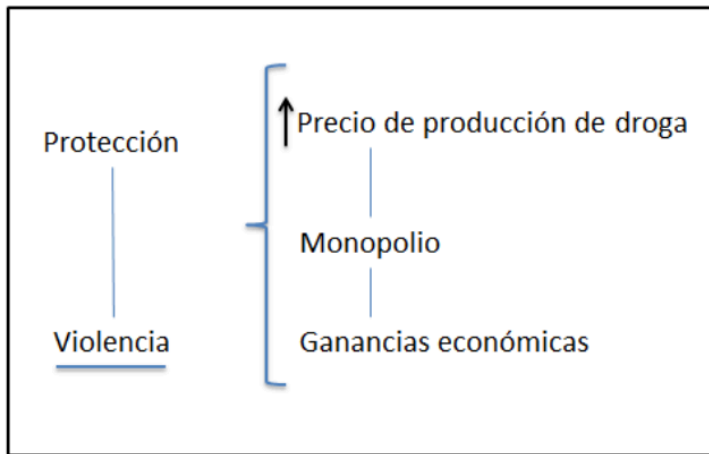 Protección
Violencia
Precio de producción de droga
Monopolio
Ganancias económicas